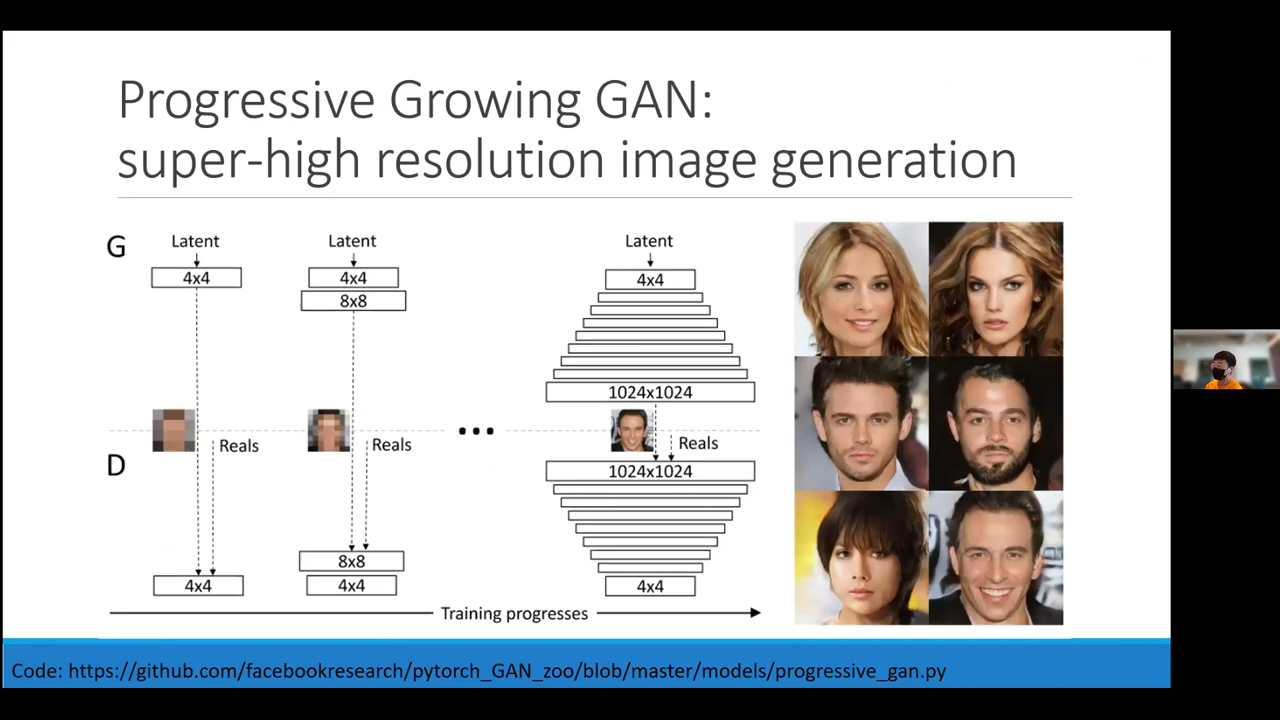 Progressive Growing GAN:
super-high resolution image generation
G
Latent
Latent
Latent
4x4
4x4
4x4
8x8
1024x1024
Reals
Reals
Reals
D
1024x1024
8x8
4x4
4x4
4x4
Training progresses
Code: https://github.com/facebookresearch/pytorch_GAN_zoo/blob/master/models/progressive_gan.py